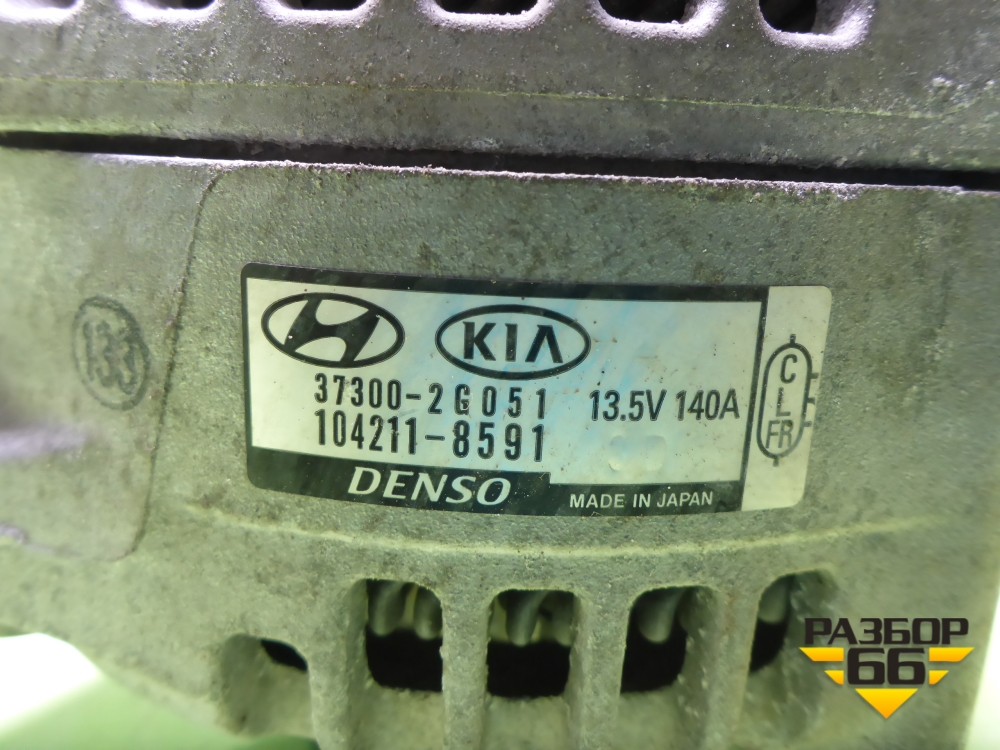 133
KIA
37300-2G051 13.5V 140A
104211-8591
C
L
FR
DENSO
MADE IN JAPAN
РАЗБОР
66